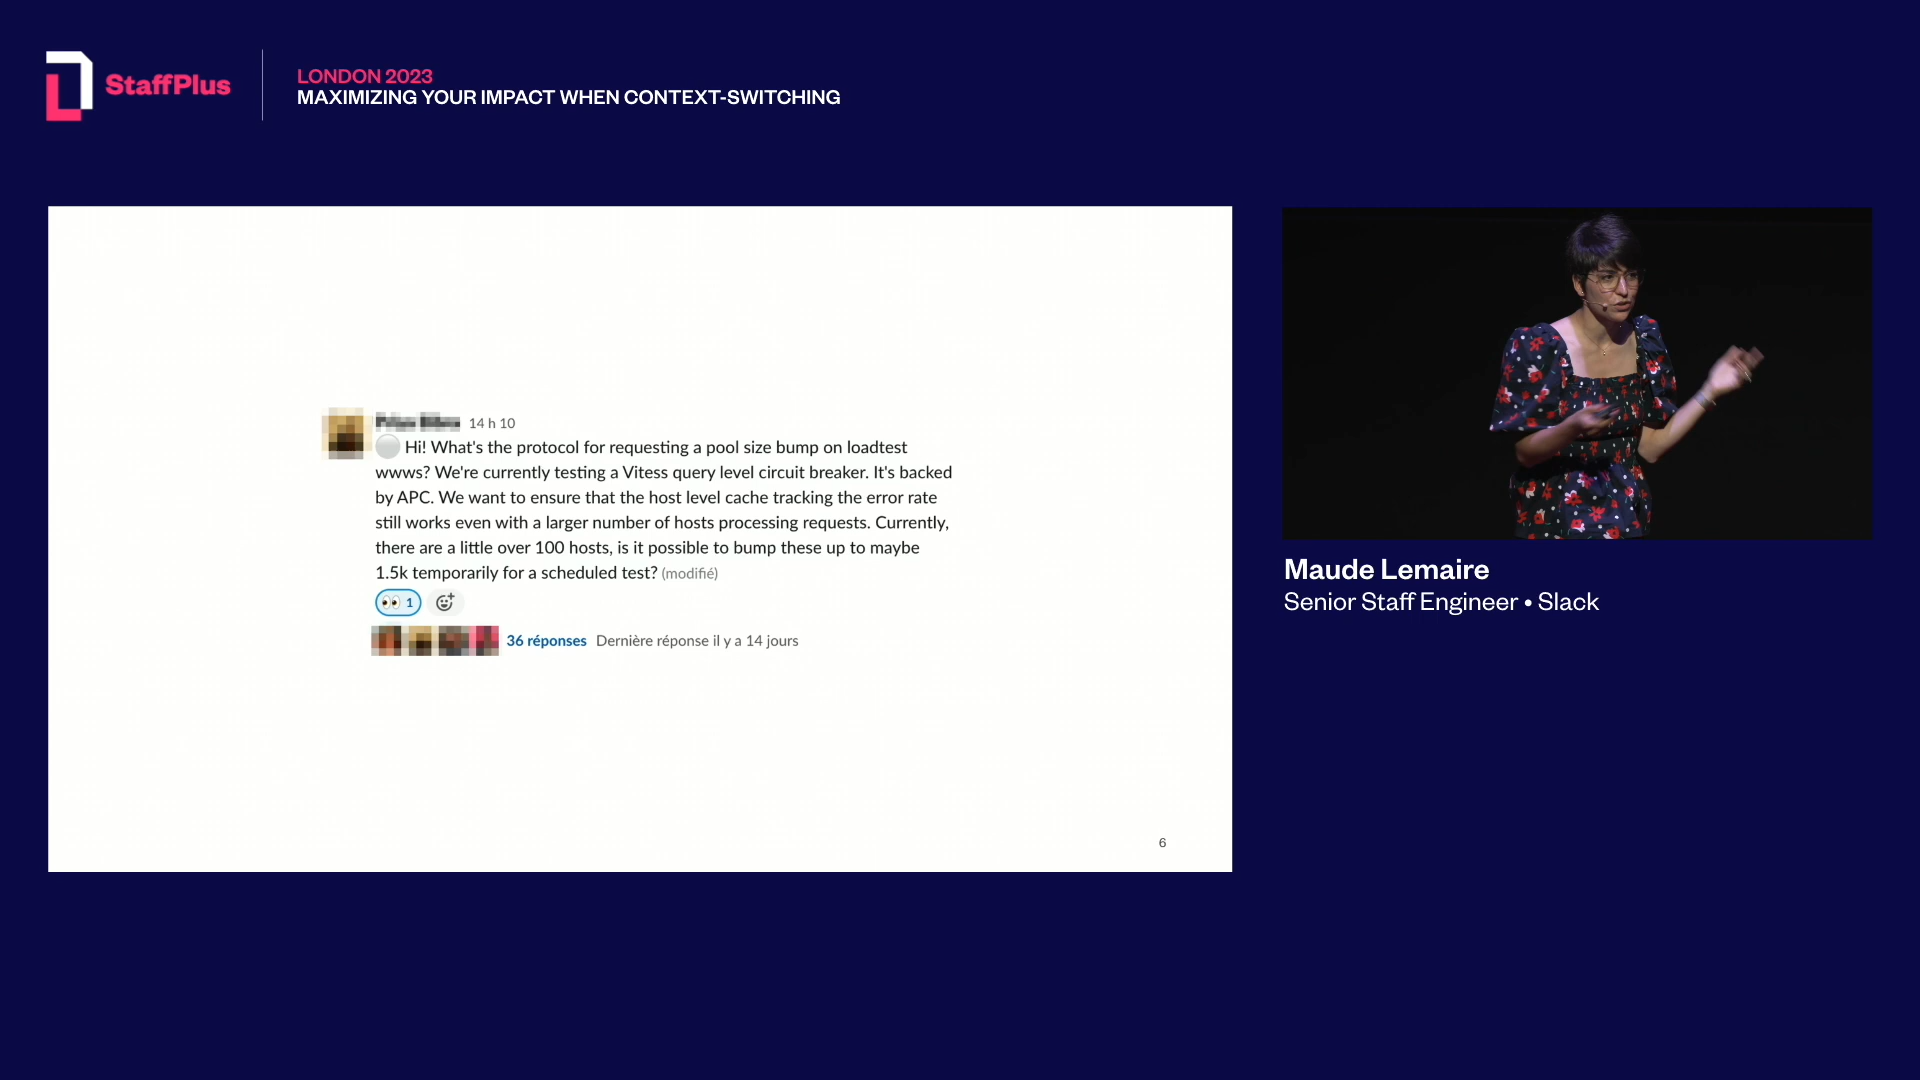 StaffPlus
LONDON 2023
MAXIMIZING YOUR IMPACT WHEN CONTEXT-SWITCHING
14 h 10
Hi! What's the protocol for requesting a pool size bump on loadtest
wwws? We're currently testing a Vitess query level circuit breaker. It's backed
by APC. We want to ensure that the host level cache tracking the error rate
still works even with a larger number of hosts processing requests. Currently,
there are a little over 100 hosts, is it possible to bump these up to maybe
1.5k temporarily for a scheduled test? (modifié)
1
36 réponses Dernière réponse il y a 14 jours
6
Maude Lemaire
Senior Staff Engineer • Slack